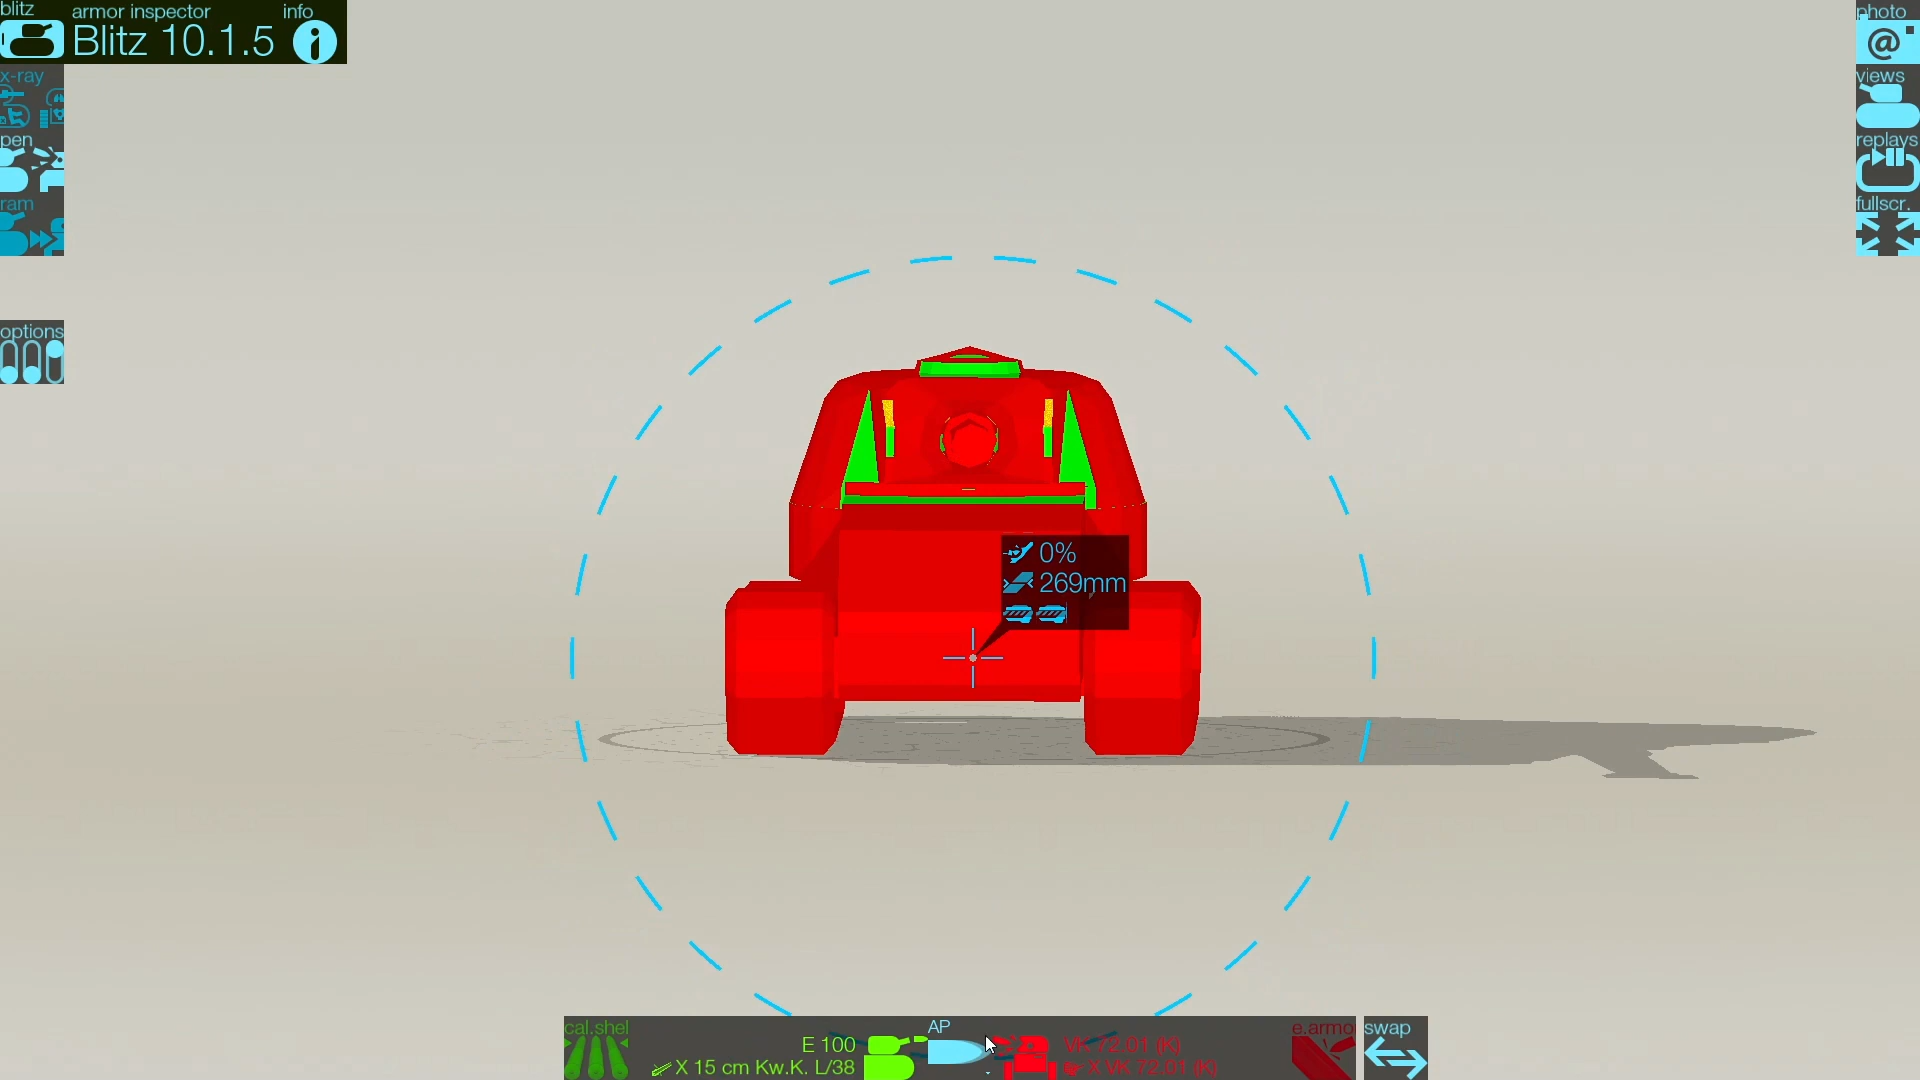 blitz
armor inspector
info
Blitz 10.1.5
x-ray
pen
ram
options
photo
@
views
replays
fullscr.
0%
269mm
cal.shel
E 100
X 15 cm Kw.K. L/38
AP
VK 72.01 (K)
X VK 72.01 (K)
e.armo
swap